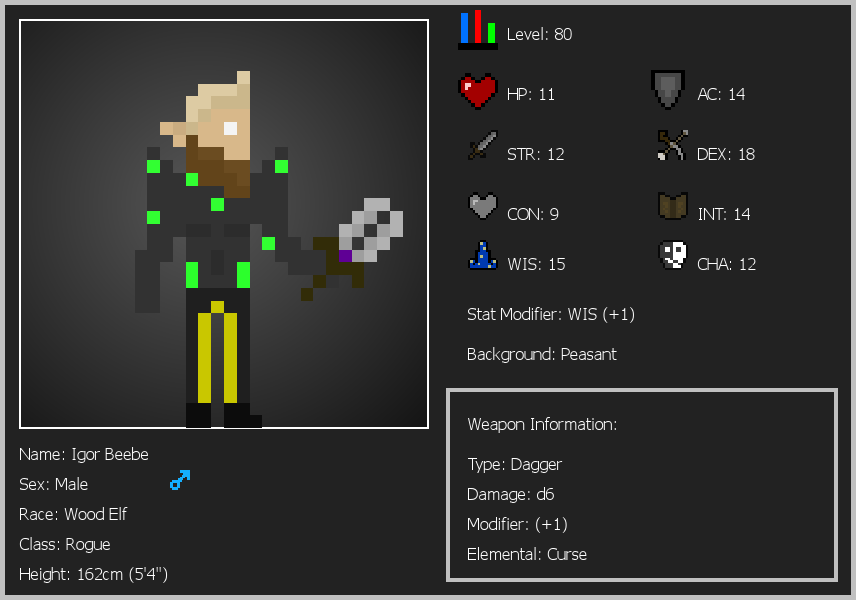 Level: 80
HP: 11
AC: 14
STR: 12
DEX: 18
CON: 9
INT: 14
WIS: 15
CHA: 12
Stat Modifier: WIS (+1)
Background: Peasant
Weapon Information:
Type: Dagger
Damage: d6
Modifier: (+1)
Elemental: Curse
Name: Igor Beebe
Sex: Male
Race: Wood Elf
Class: Rogue
Height: 162cm (5'4")